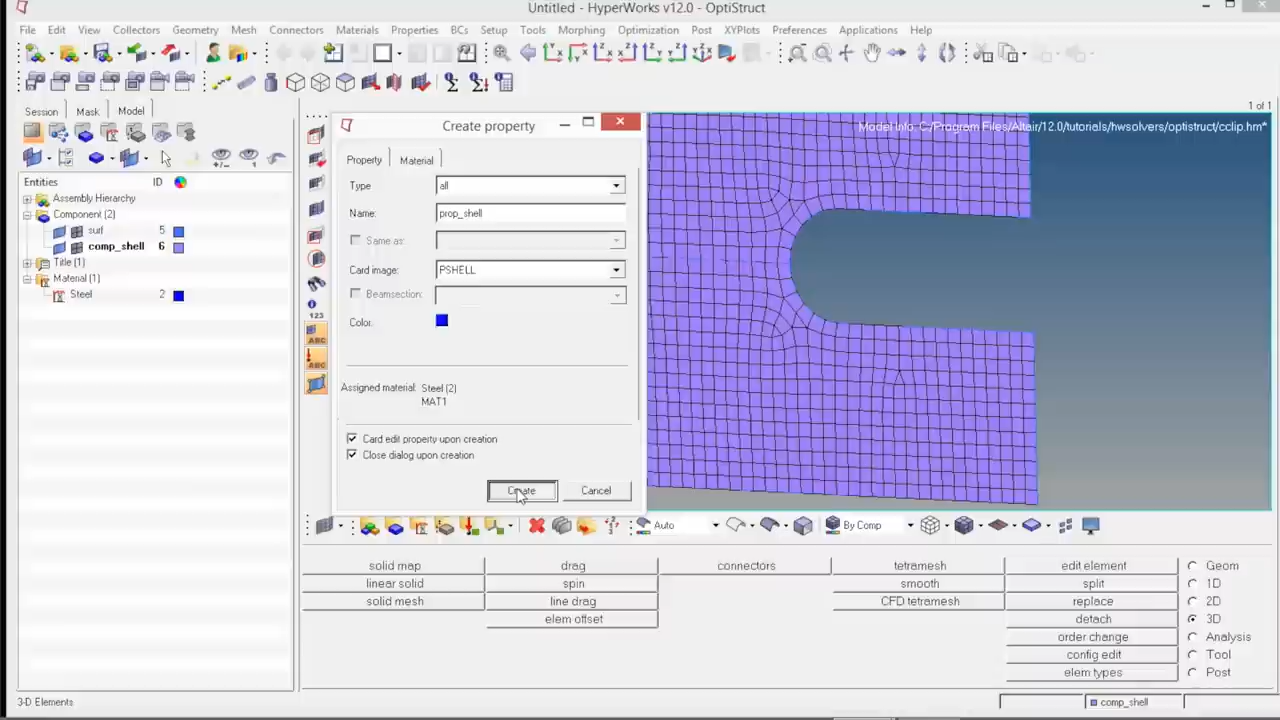 Untitled - HyperWorks v12.0 - OptiStruct
File Edit View Collectors Geometry Mesh Connectors Materials Properties BCs Setup Tools Morphing Optimization Post XYPlots Preferences Applications Help
Session Mask Model
1 of 1
Model Info: C:/Program Files/Altair/12.0/tutorials/hwsolvers/optistruct/cclip.hm*
Entities ID
Assembly Hierarchy
Component (2)
surf 5
comp_shell 6
Title (1)
Material (1)
Steel 2
123
ABC
ABC
Create property
Property Material
Type all
Name: prop_shell
Same as:
Card image: PSHELL
Beamsection:
Color:
Assigned material: Steel (2)
MAT1
Card edit property upon creation
Close dialog upon creation
Create Cancel
Auto By Comp
solid map drag connectors tetramesh edit element Geom
linear solid spin smooth split 1D
solid mesh line drag CFD tetramesh replace 2D
elem offset detach 3D
order change Analysis
config edit Tool
elem types Post
3-D Elements comp_shell